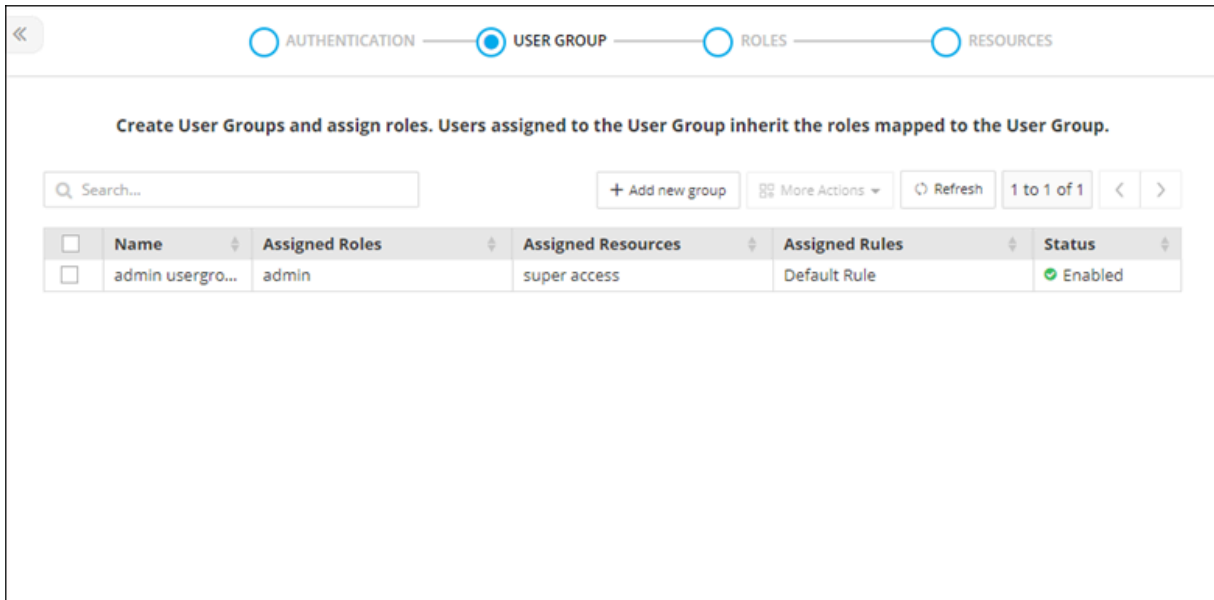 AUTHENTICATION USER GROUP ROLES RESOURCES
Create User Groups and assign roles. Users assigned to the User Group inherit the roles mapped to the User Group.
Search... + Add new group More Actions Refresh 1 to 1 of 1
Name Assigned Roles Assigned Resources Assigned Rules Status
admin usergro... admin super access Default Rule Enabled